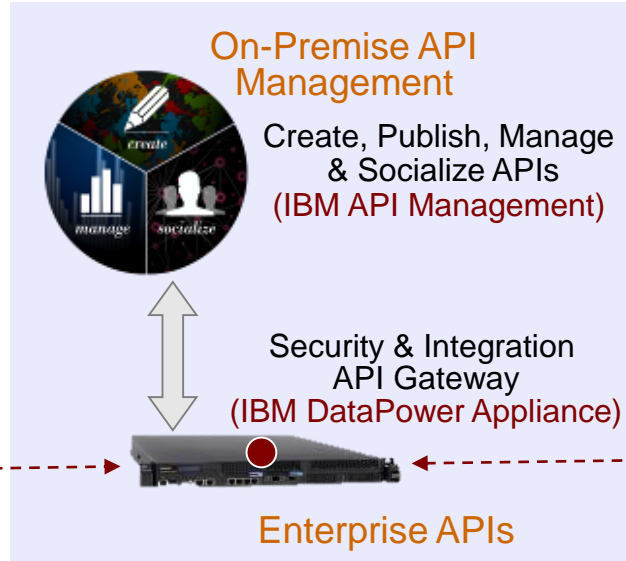 On-Premise API
Management
create
manage
socialize
Create, Publish, Manage
& Socialize APIs
(IBM API Management)
Security & Integration
API Gateway
(IBM DataPower Appliance)
Enterprise APIs